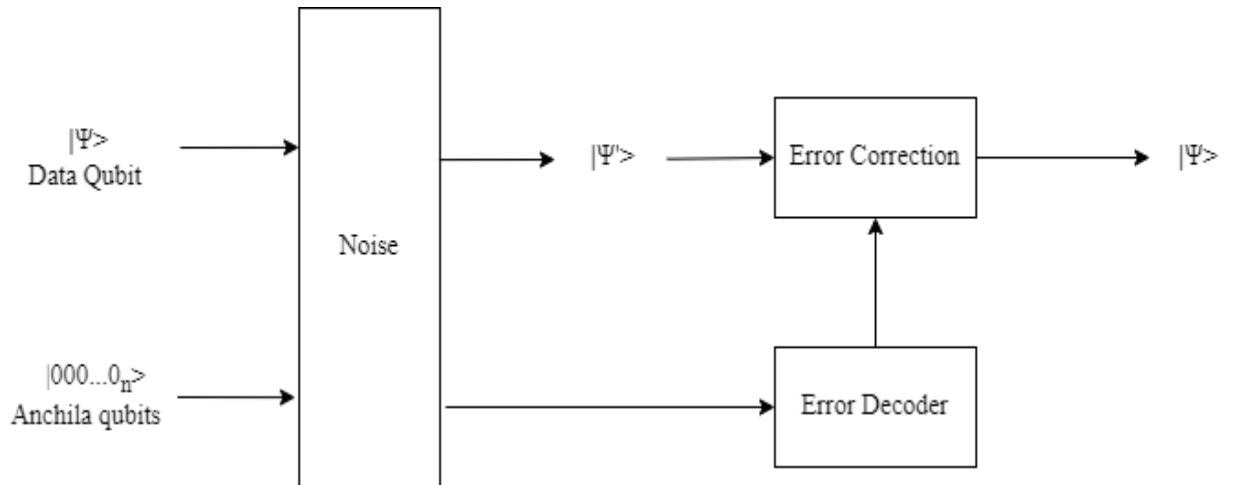 |Ψ>
Data Qubit
Noise
|Ψ'>
Error Correction
|Ψ>
|000...0n>
Anchila qubits
Error Decoder